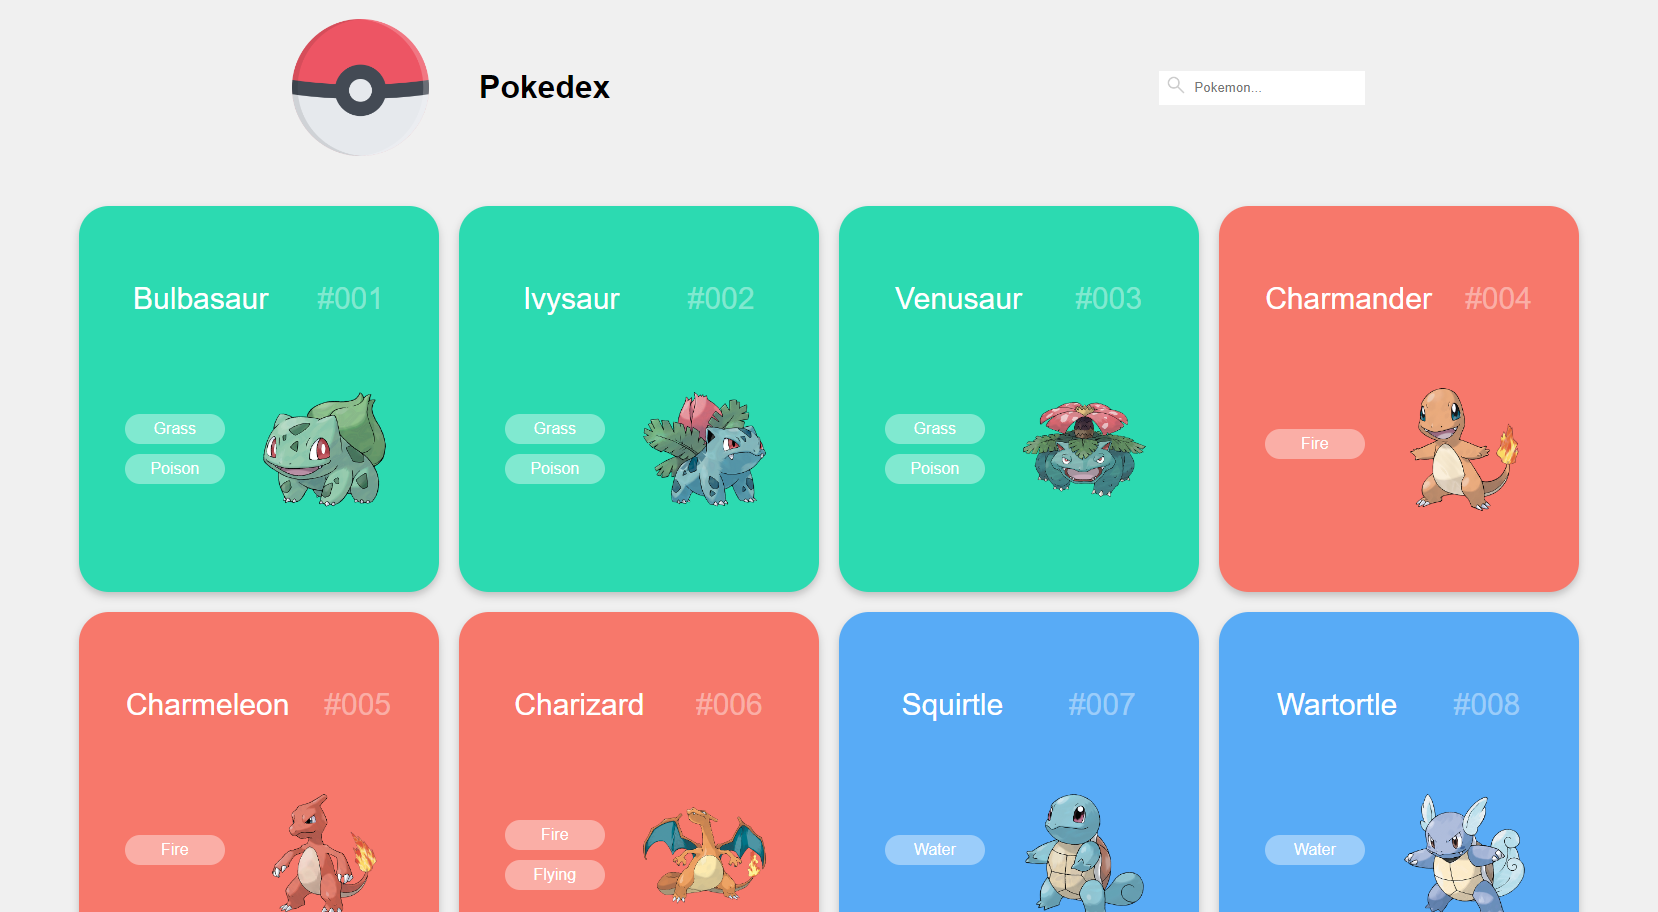 Pokedex
Pokemon...
Bulbasaur #001
Grass
Poison
Ivysaur #002
Grass
Poison
Venusaur #003
Grass
Poison
Charmander #004
Fire
Charmeleon #005
Fire
Charizard #006
Fire
Flying
Squirtle #007
Water
Wartortle #008
Water